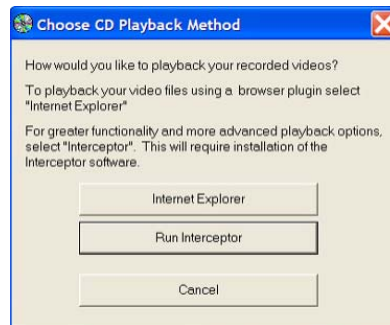 Choose CD Playback Method
How would you like to playback your recorded videos?
To playback your video files using a browser plugin select
"Internet Explorer"
For greater functionality and more advanced playback options,
select "Interceptor". This will require installation of the
Interceptor software.
Internet Explorer
Run Interceptor
Cancel